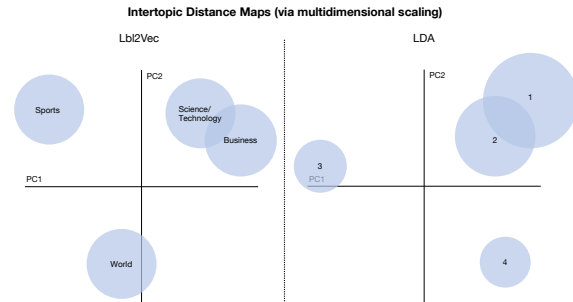 Intertopic Distance Maps (via multidimensional scaling)
Lbl2Vec
LDA
PC2
PC2
1
Sports
Science/
Technology
Business
2
3
PC1
PC1
World
4